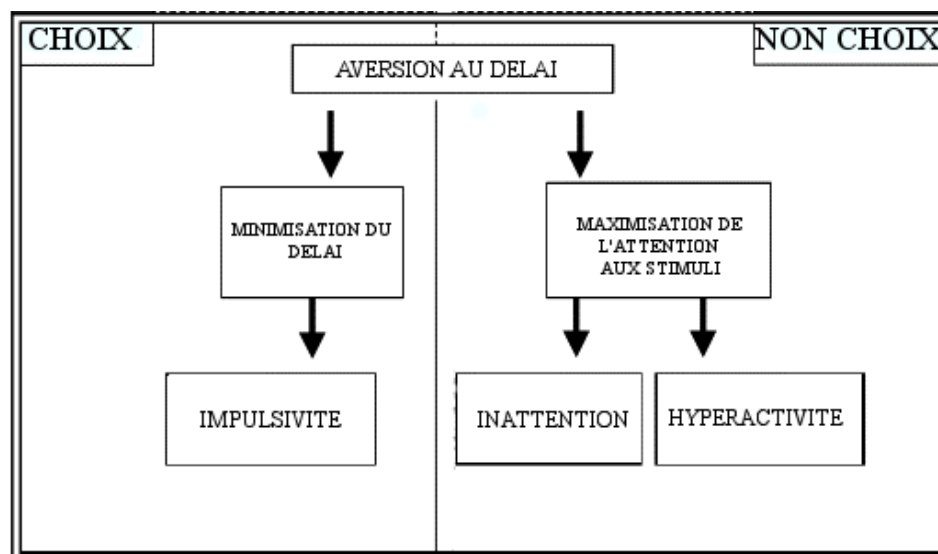 CHOIX
NON CHOIX
AVERSION AU DELAI
MINIMISATION DU
DELAI
MAXIMISATION DE
L'ATTENTION
AUX STIMULI
IMPULSIVITE
INATTENTION
HYPERACTIVITE